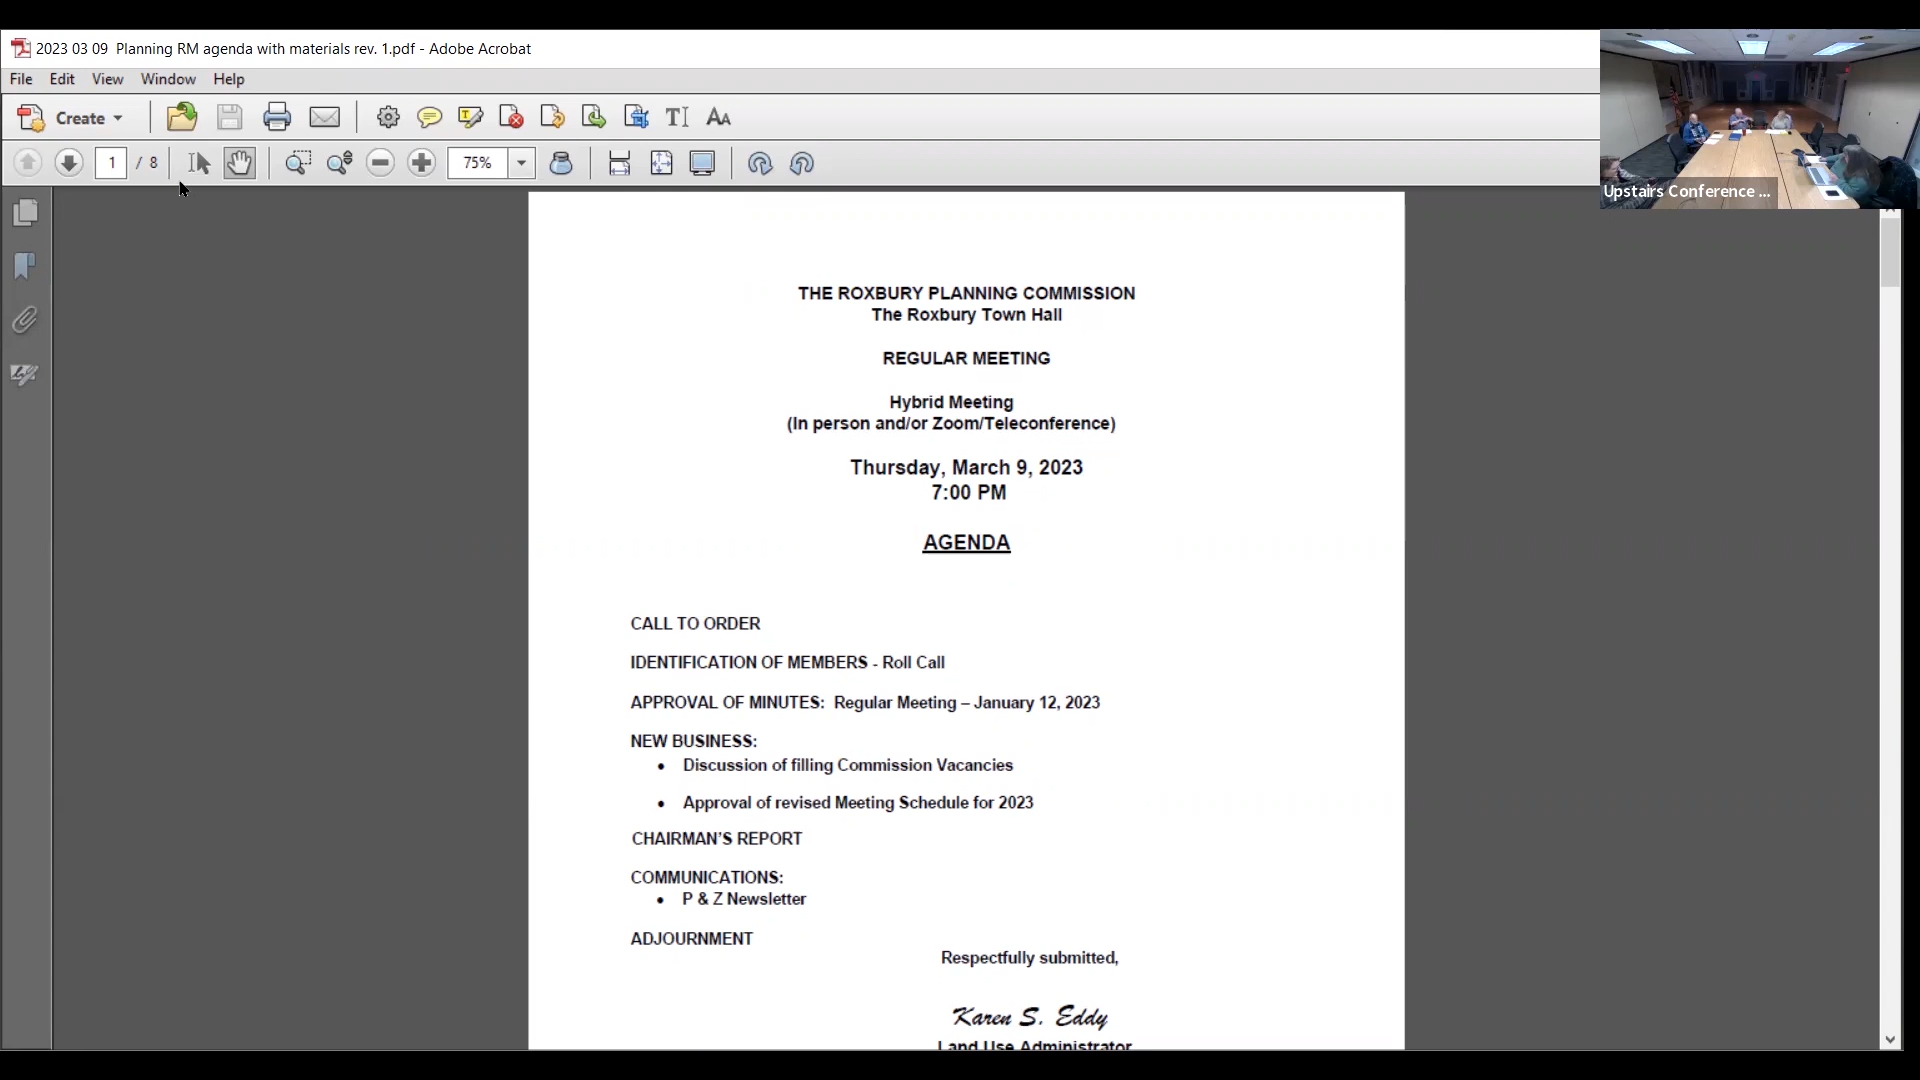 2023 03 09  Planning RM agenda with materials rev. 1.pdf - Adobe Acrobat
File Edit View Window Help
Create
1 / 8 75%
Upstairs Conference ...
THE ROXBURY PLANNING COMMISSION
The Roxbury Town Hall
REGULAR MEETING
Hybrid Meeting
(In person and/or Zoom/Teleconference)
Thursday, March 9, 2023
7:00 PM
AGENDA
CALL TO ORDER
IDENTIFICATION OF MEMBERS - Roll Call
APPROVAL OF MINUTES:  Regular Meeting – January 12, 2023
NEW BUSINESS:
• Discussion of filling Commission Vacancies
• Approval of revised Meeting Schedule for 2023
CHAIRMAN'S REPORT
COMMUNICATIONS:
• P & Z Newsletter
ADJOURNMENT
Respectfully submitted,
Karen S. Eddy
Land Use Administrator